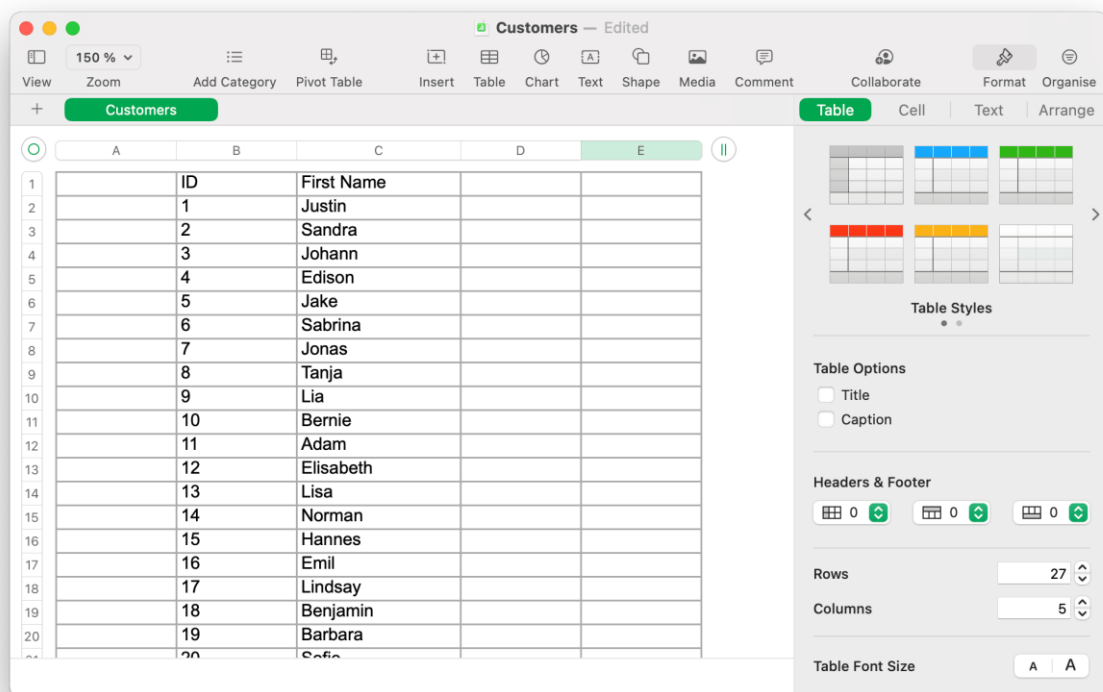 Customers — Edited
150 %
View Zoom Add Category Pivot Table Insert Table Chart Text Shape Media Comment Collaborate Format Organise
+ Customers
Table Cell Text Arrange
A B C D E
1 ID First Name
2 1 Justin
3 2 Sandra
4 3 Johann
5 4 Edison
6 5 Jake
7 6 Sabrina
8 7 Jonas
9 8 Tanja
10 9 Lia
11 10 Bernie
12 11 Adam
13 12 Elisabeth
14 13 Lisa
15 14 Norman
16 15 Hannes
17 16 Emil
18 17 Lindsay
19 18 Benjamin
20 19 Barbara
20
Table Styles
Table Options
Title
Caption
Headers & Footer
0 0 0
Rows 27
Columns 5
Table Font Size A A